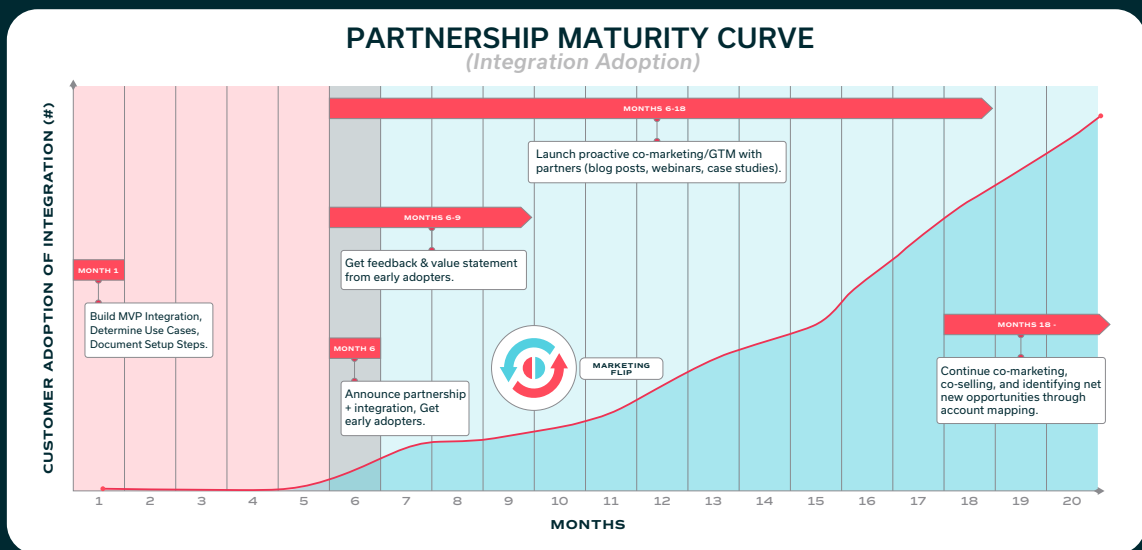 PARTNERSHIP MATURITY CURVE
(Integration Adoption)
CUSTOMER ADOPTION OF INTEGRATION (#)
MONTHS 6-18
Launch proactive co-marketing/GTM with
partners (blog posts, webinars, case studies).
MONTHS 6-9
Get feedback & value statement
from early adopters.
MONTH 1
Build MVP Integration,
Determine Use Cases,
Document Setup Steps.
MONTH 6
Announce partnership
+ integration, Get
early adopters.
MARKETING
FLIP
MONTHS 18 -
Continue co-marketing,
co-selling, and identifying net
new opportunities through
account mapping.
1 2 3 4 5 6 7 8 9 10 11 12 13 14 15 16 17 18 19 20
MONTHS